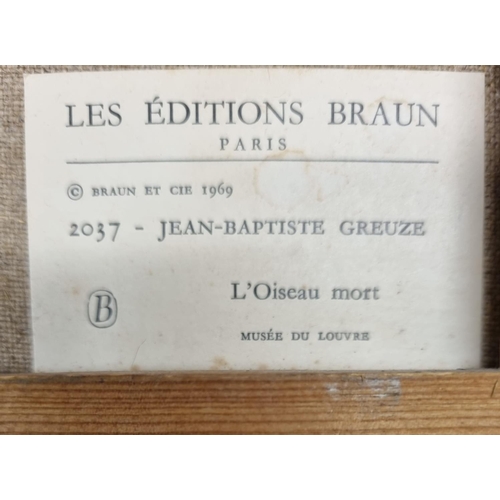 LES ÉDITIONS BRAUN
PARIS
© BRAUN ET CIE 1969
2037 - JEAN-BAPTISTE GREUZE
L'Oiseau mort
B
MUSÉE DU LOUVRE